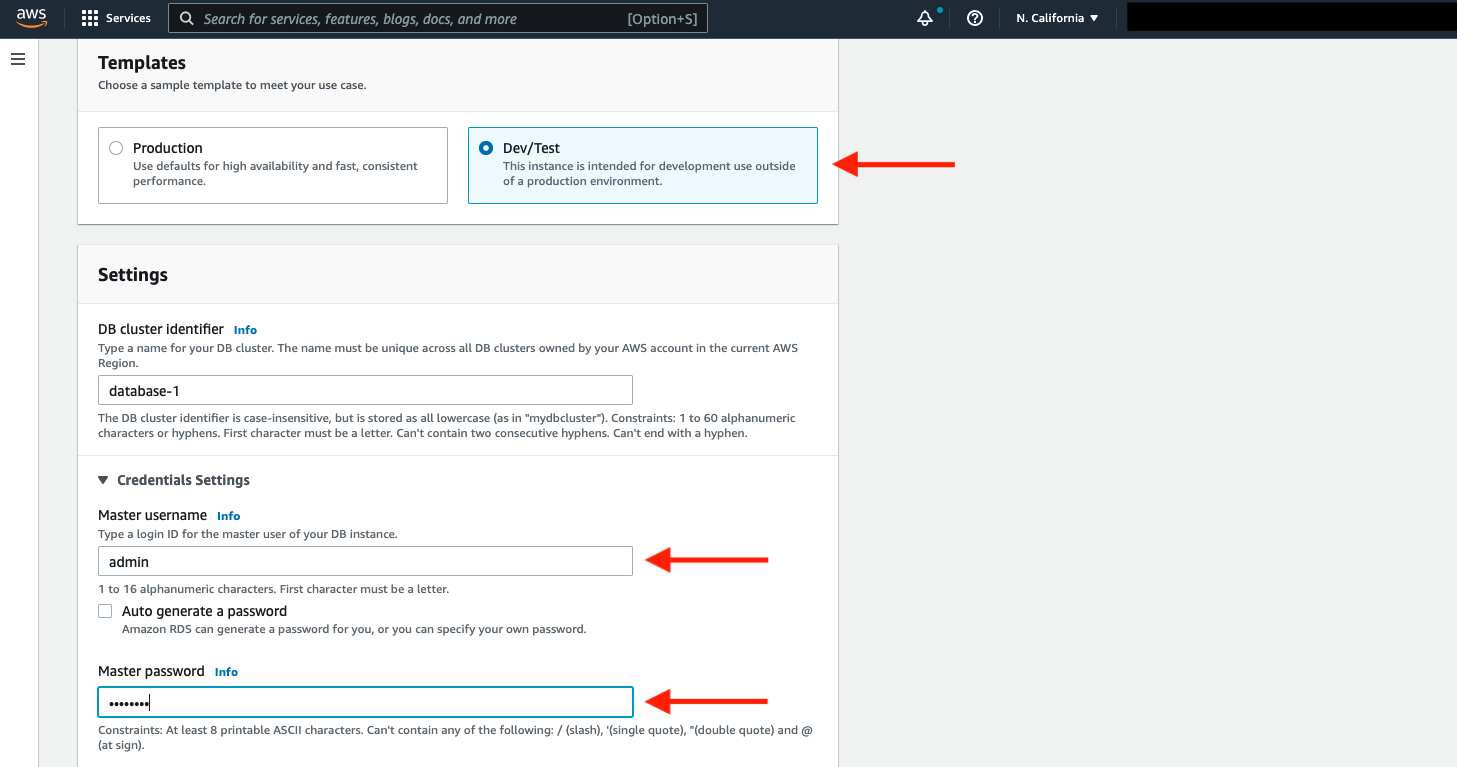 aws Services Search for services, features, blogs, docs, and more [Option+S] N. California ▼
Templates
Choose a sample template to meet your use case.
Production
Use defaults for high availability and fast, consistent
performance.
Dev/Test
This instance is intended for development use outside
of a production environment.
Settings
DB cluster identifier Info
Type a name for your DB cluster. The name must be unique across all DB clusters owned by your AWS account in the current AWS
Region.
database-1
The DB cluster identifier is case-insensitive, but is stored as all lowercase (as in "mydbcluster"). Constraints: 1 to 60 alphanumeric
characters or hyphens. First character must be a letter. Can't contain two consecutive hyphens. Can't end with a hyphen.
▼ Credentials Settings
Master username Info
Type a login ID for the master user of your DB instance.
admin
1 to 16 alphanumeric characters. First character must be a letter.
Auto generate a password
Amazon RDS can generate a password for you, or you can specify your own password.
Master password Info
••••••••
Constraints: At least 8 printable ASCII characters. Can't contain any of the following: / (slash), '(single quote), "(double quote) and @
(at sign).